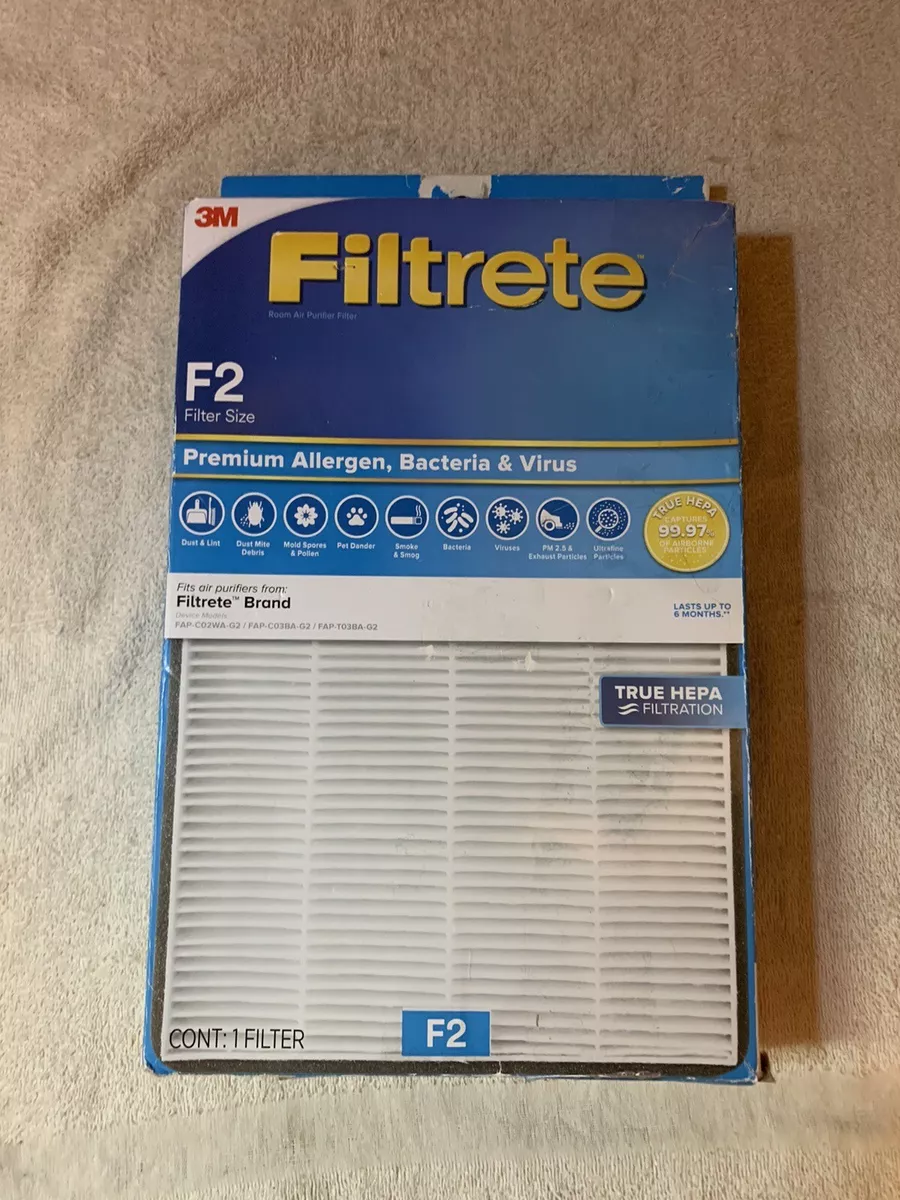 3M
Filtrete™
Room Air Purifier Filter
F2
Filter Size
Premium Allergen, Bacteria & Virus
Dust & Lint
Dust Mite
Debris
Mold Spores
& Pollen
Pet Dander
Smoke
& Smog
Bacteria
Viruses
PM 2.5 &
Exhaust Particles
Ultrafine
Particles
TRUE HEPA
CAPTURES
99.97%
OF AIRBORNE
PARTICLES
Fits air purifiers from:
Filtrete™ Brand
Device Models:
FAP-C02WA-G2 / FAP-C03BA-G2 / FAP-T03BA-G2
LASTS UP TO
6 MONTHS.**
TRUE HEPA
FILTRATION
CONT: 1 FILTER
F2